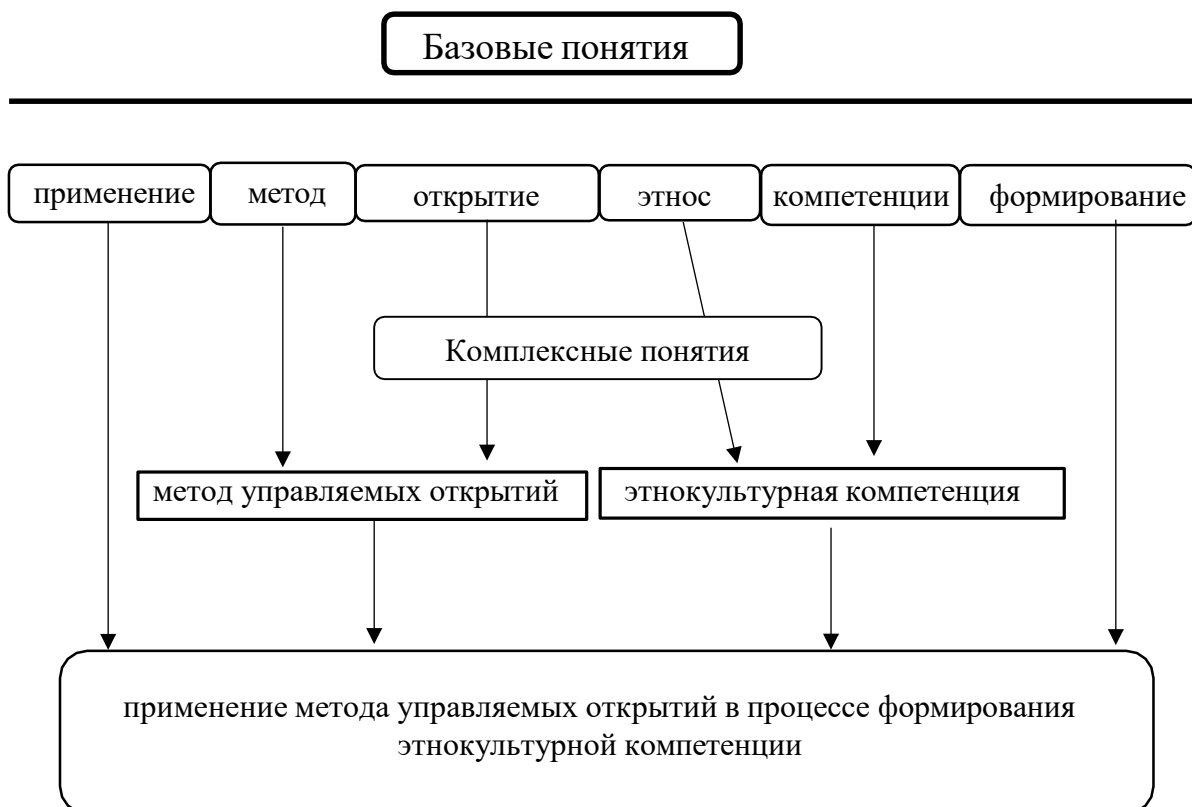 Базовые понятия
применение метод открытие этнос компетенции формирование
Комплексные понятия
метод управляемых открытий этнокультурная компетенция
применение метода управляемых открытий в процессе формирования
этнокультурной компетенции